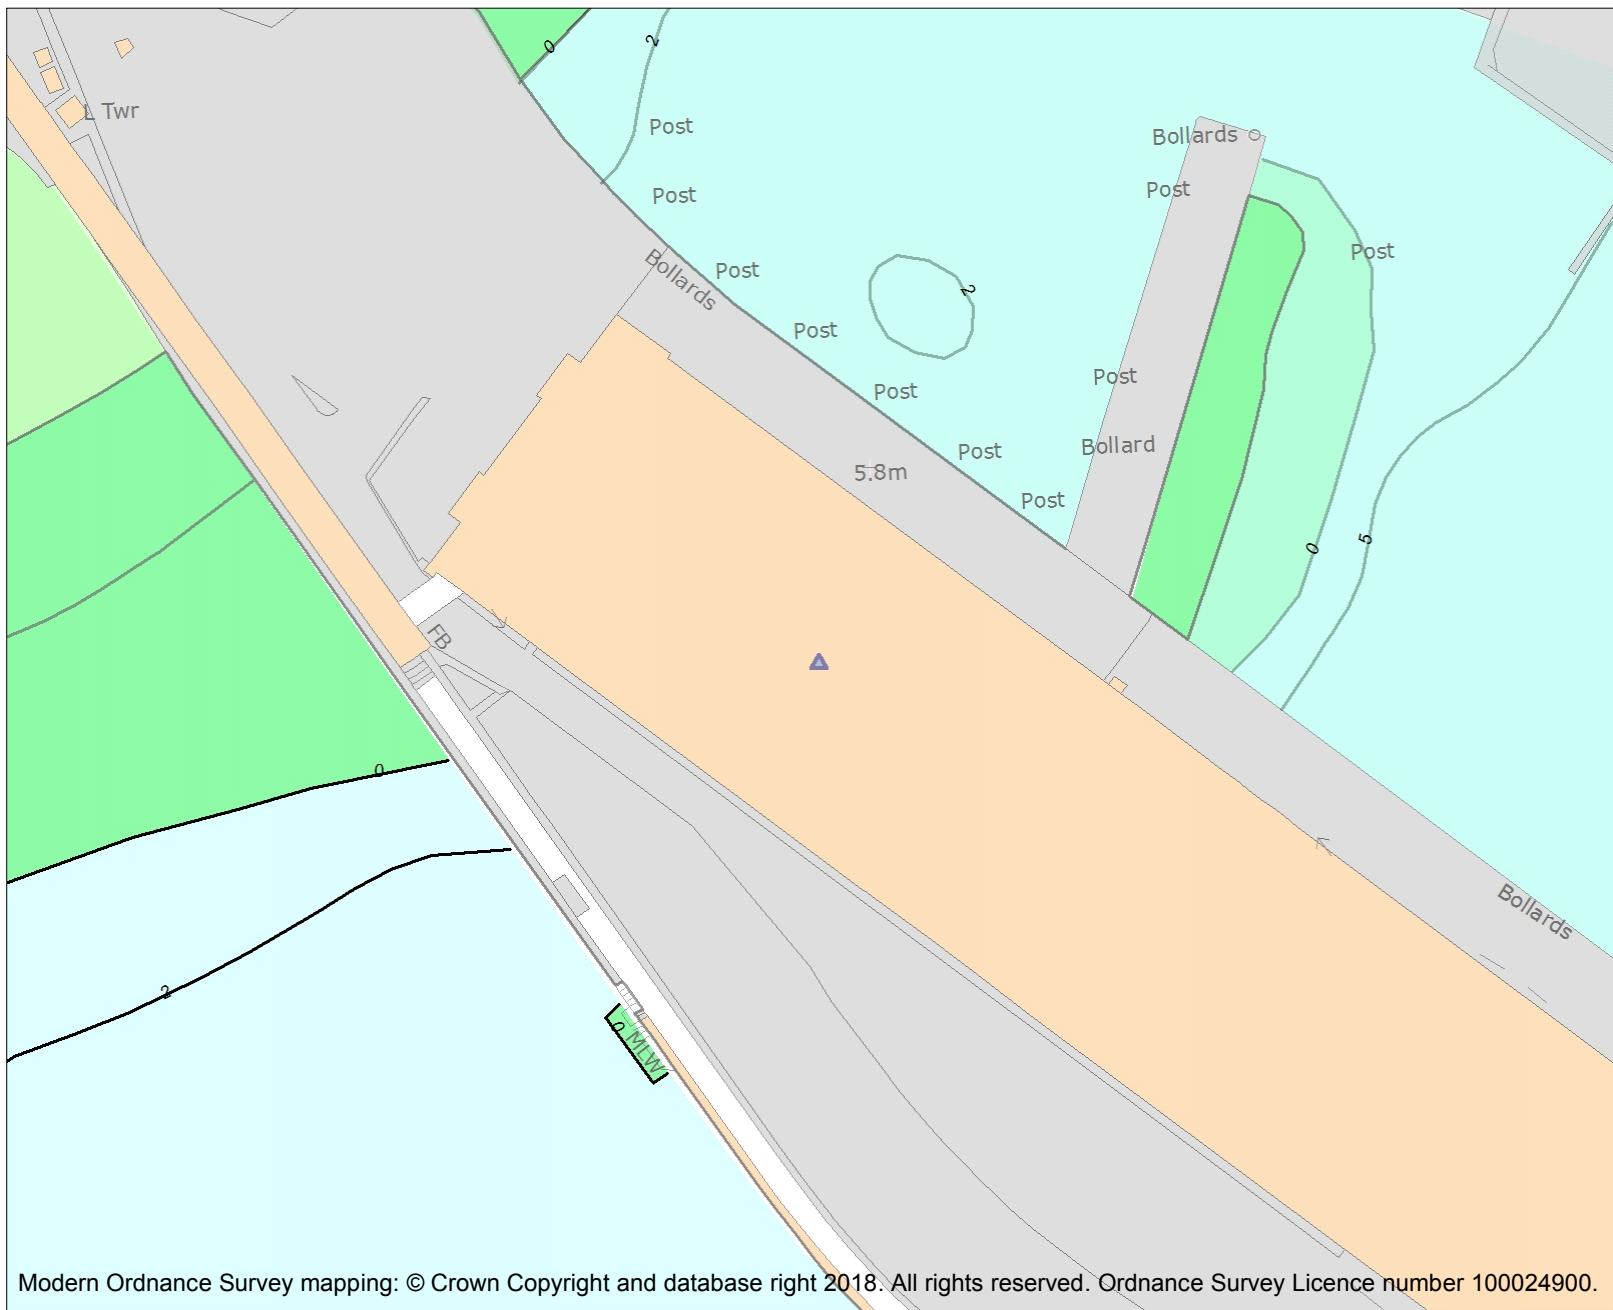 0
2
L Twr
Post
Bollards
Post
Post
Bollards
Post
Post
2
Post
Post
Post
Bollard
Post
5.8m
Post
0
5
FB
0
Bollards
2
0
MLW
Modern Ordnance Survey mapping: © Crown Copyright and database right 2018. All rights reserved. Ordnance Survey Licence number 100024900.